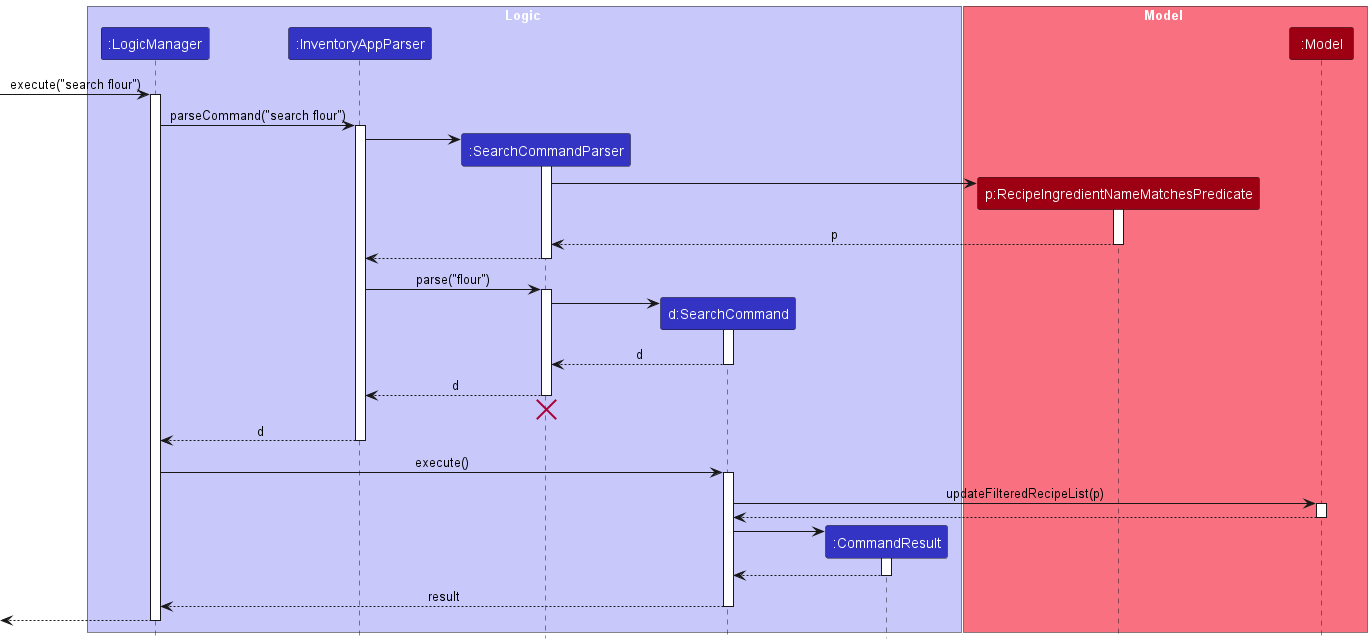 Logic
Model
:LogicManager
:InventoryAppParser
:Model
execute("search flour")
parseCommand("search flour")
:SearchCommandParser
p:RecipeIngredientNameMatchesPredicate
p
parse("flour")
d:SearchCommand
d
d
d
execute()
updateFilteredRecipeList(p)
:CommandResult
result